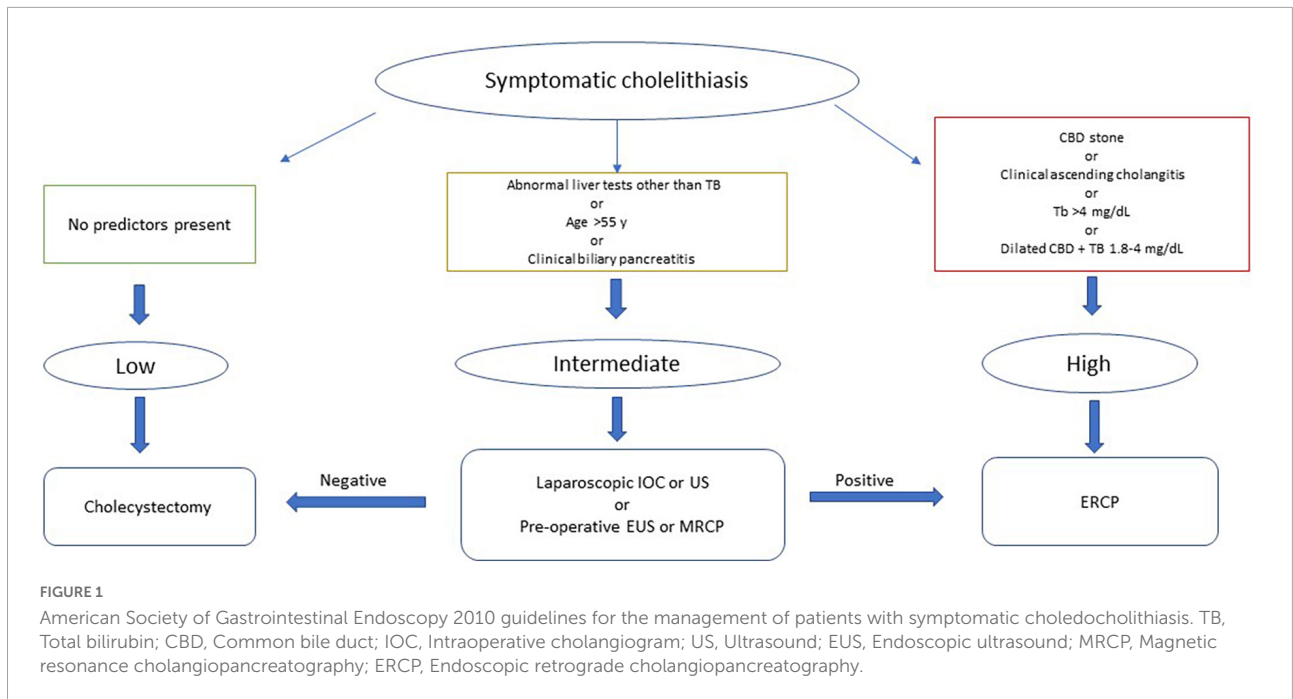 Symptomatic cholelithiasis
No predictors present
Abnormal liver tests other than TB
or
Age >55 y
or
Clinical biliary pancreatitis
CBD stone
or
Clinical ascending cholangitis
or
Tb >4 mg/dL
or
Dilated CBD + TB 1.8-4 mg/dL
Low
Intermediate
High
Cholecystectomy
Negative
Laparoscopic IOC or US
or
Pre-operative EUS or MRCP
Positive
ERCP
FIGURE 1
American Society of Gastrointestinal Endoscopy 2010 guidelines for the management of patients with symptomatic choledocholithiasis. TB,
Total bilirubin; CBD, Common bile duct; IOC, Intraoperative cholangiogram; US, Ultrasound; EUS, Endoscopic ultrasound; MRCP, Magnetic
resonance cholangiopancreatography; ERCP, Endoscopic retrograde cholangiopancreatography.